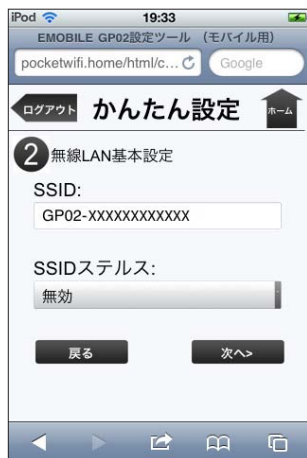 iPod 19:33
EMOBILE GP02設定ツール （モバイル用）
pocketwifi.home/html/c... Google
ログアウト かんたん設定 ホーム
2 無線LAN基本設定
SSID:
GP02-XXXXXXXXXXXX
SSIDステルス:
無効
戻る 次へ>